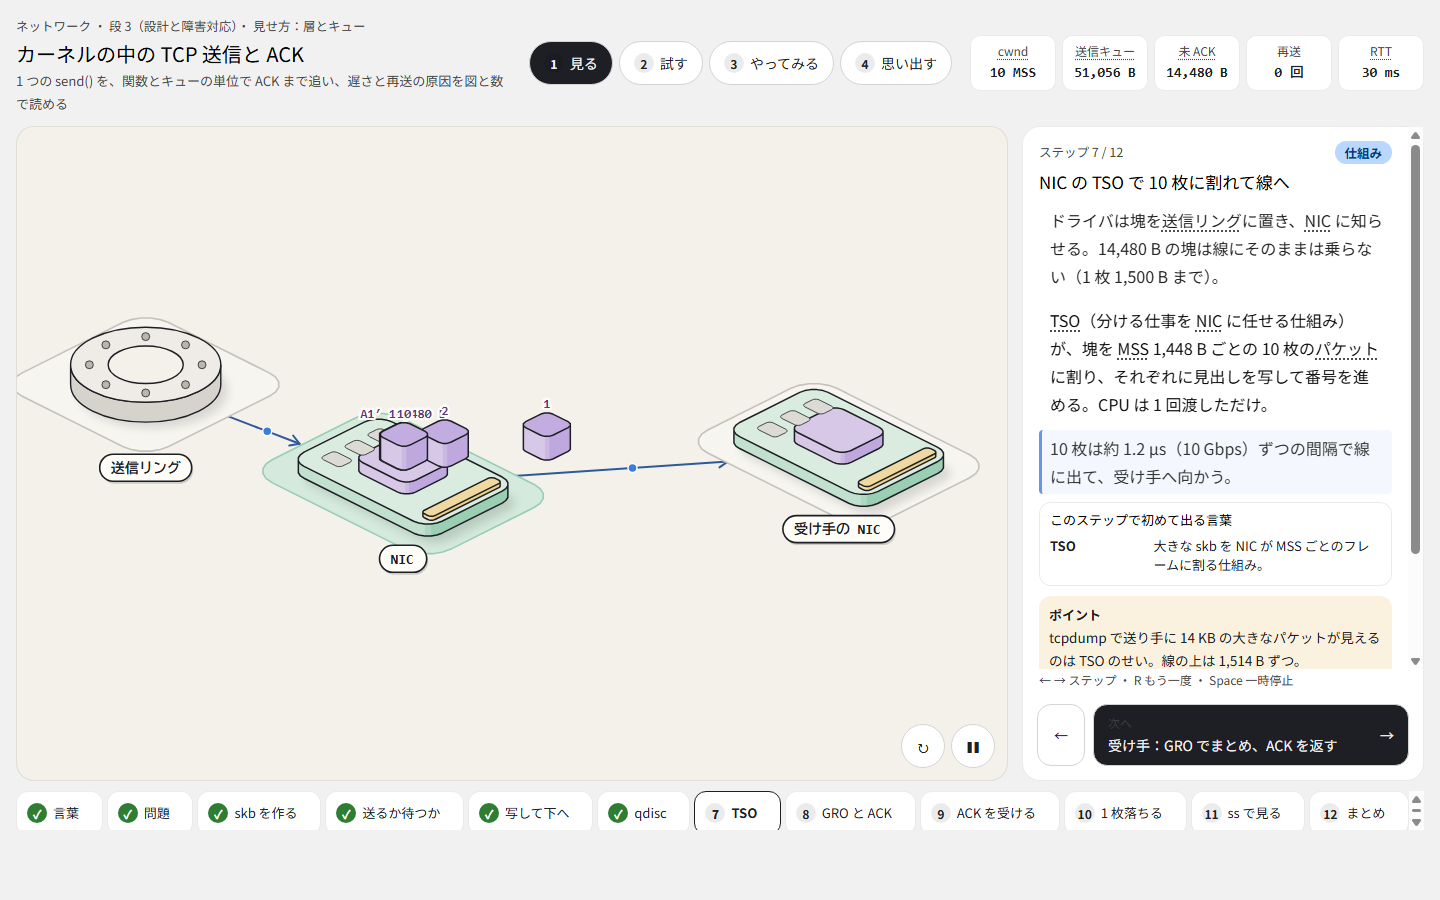 ネットワーク ・ 段 3（設計と障害対応）・ 見せ方：層とキュー
カーネルの中の TCP 送信と ACK
1 つの send() を、関数とキューの単位で ACK まで追い、遅さと再送の原因を図と数
で読める
1 見る
2 試す
3 やってみる
4 思い出す
cwnd
10 MSS
送信キュー
51,056 B
未 ACK
14,480 B
再送
0 回
RTT
30 ms
送信リング
2
1
NIC
受け手の NIC
↻
ステップ 7 / 12
仕組み
NIC の TSO で 10 枚に割れて線へ
ドライバは塊を送信リングに置き、NIC に知ら
せる。14,480 B の塊は線にそのままは乗らな
い（1 枚 1,500 B まで）。
TSO（分ける仕事を NIC に任せる仕組み）
が、塊を MSS 1,448 B ごとの 10 枚のパケット
に割り、それぞれに見出しを写して番号を進
める。CPU は 1 回渡しただけ。
10 枚は約 1.2 μs（10 Gbps）ずつの間隔で線
に出て、受け手へ向かう。
このステップで初めて出る言葉
TSO
大きな skb を NIC が MSS ごとのフレ
ームに割る仕組み。
ポイント
tcpdump で送り手に 14 KB の大きなパケットが見える
のは TSO のせい。線の上は 1,514 B ずつ。
← → ステップ ・ R もう一度 ・ Space 一時停止
←
次へ
受け手：GRO でまとめ、ACK を返す
→
✓ 言葉
✓ 問題
✓ skb を作る
✓ 送るか待つか
✓ 写して下へ
✓ qdisc
7 TSO
8 GRO と ACK
9 ACK を受ける
10 1 枚落ちる
11 ss で見る
12 まとめ